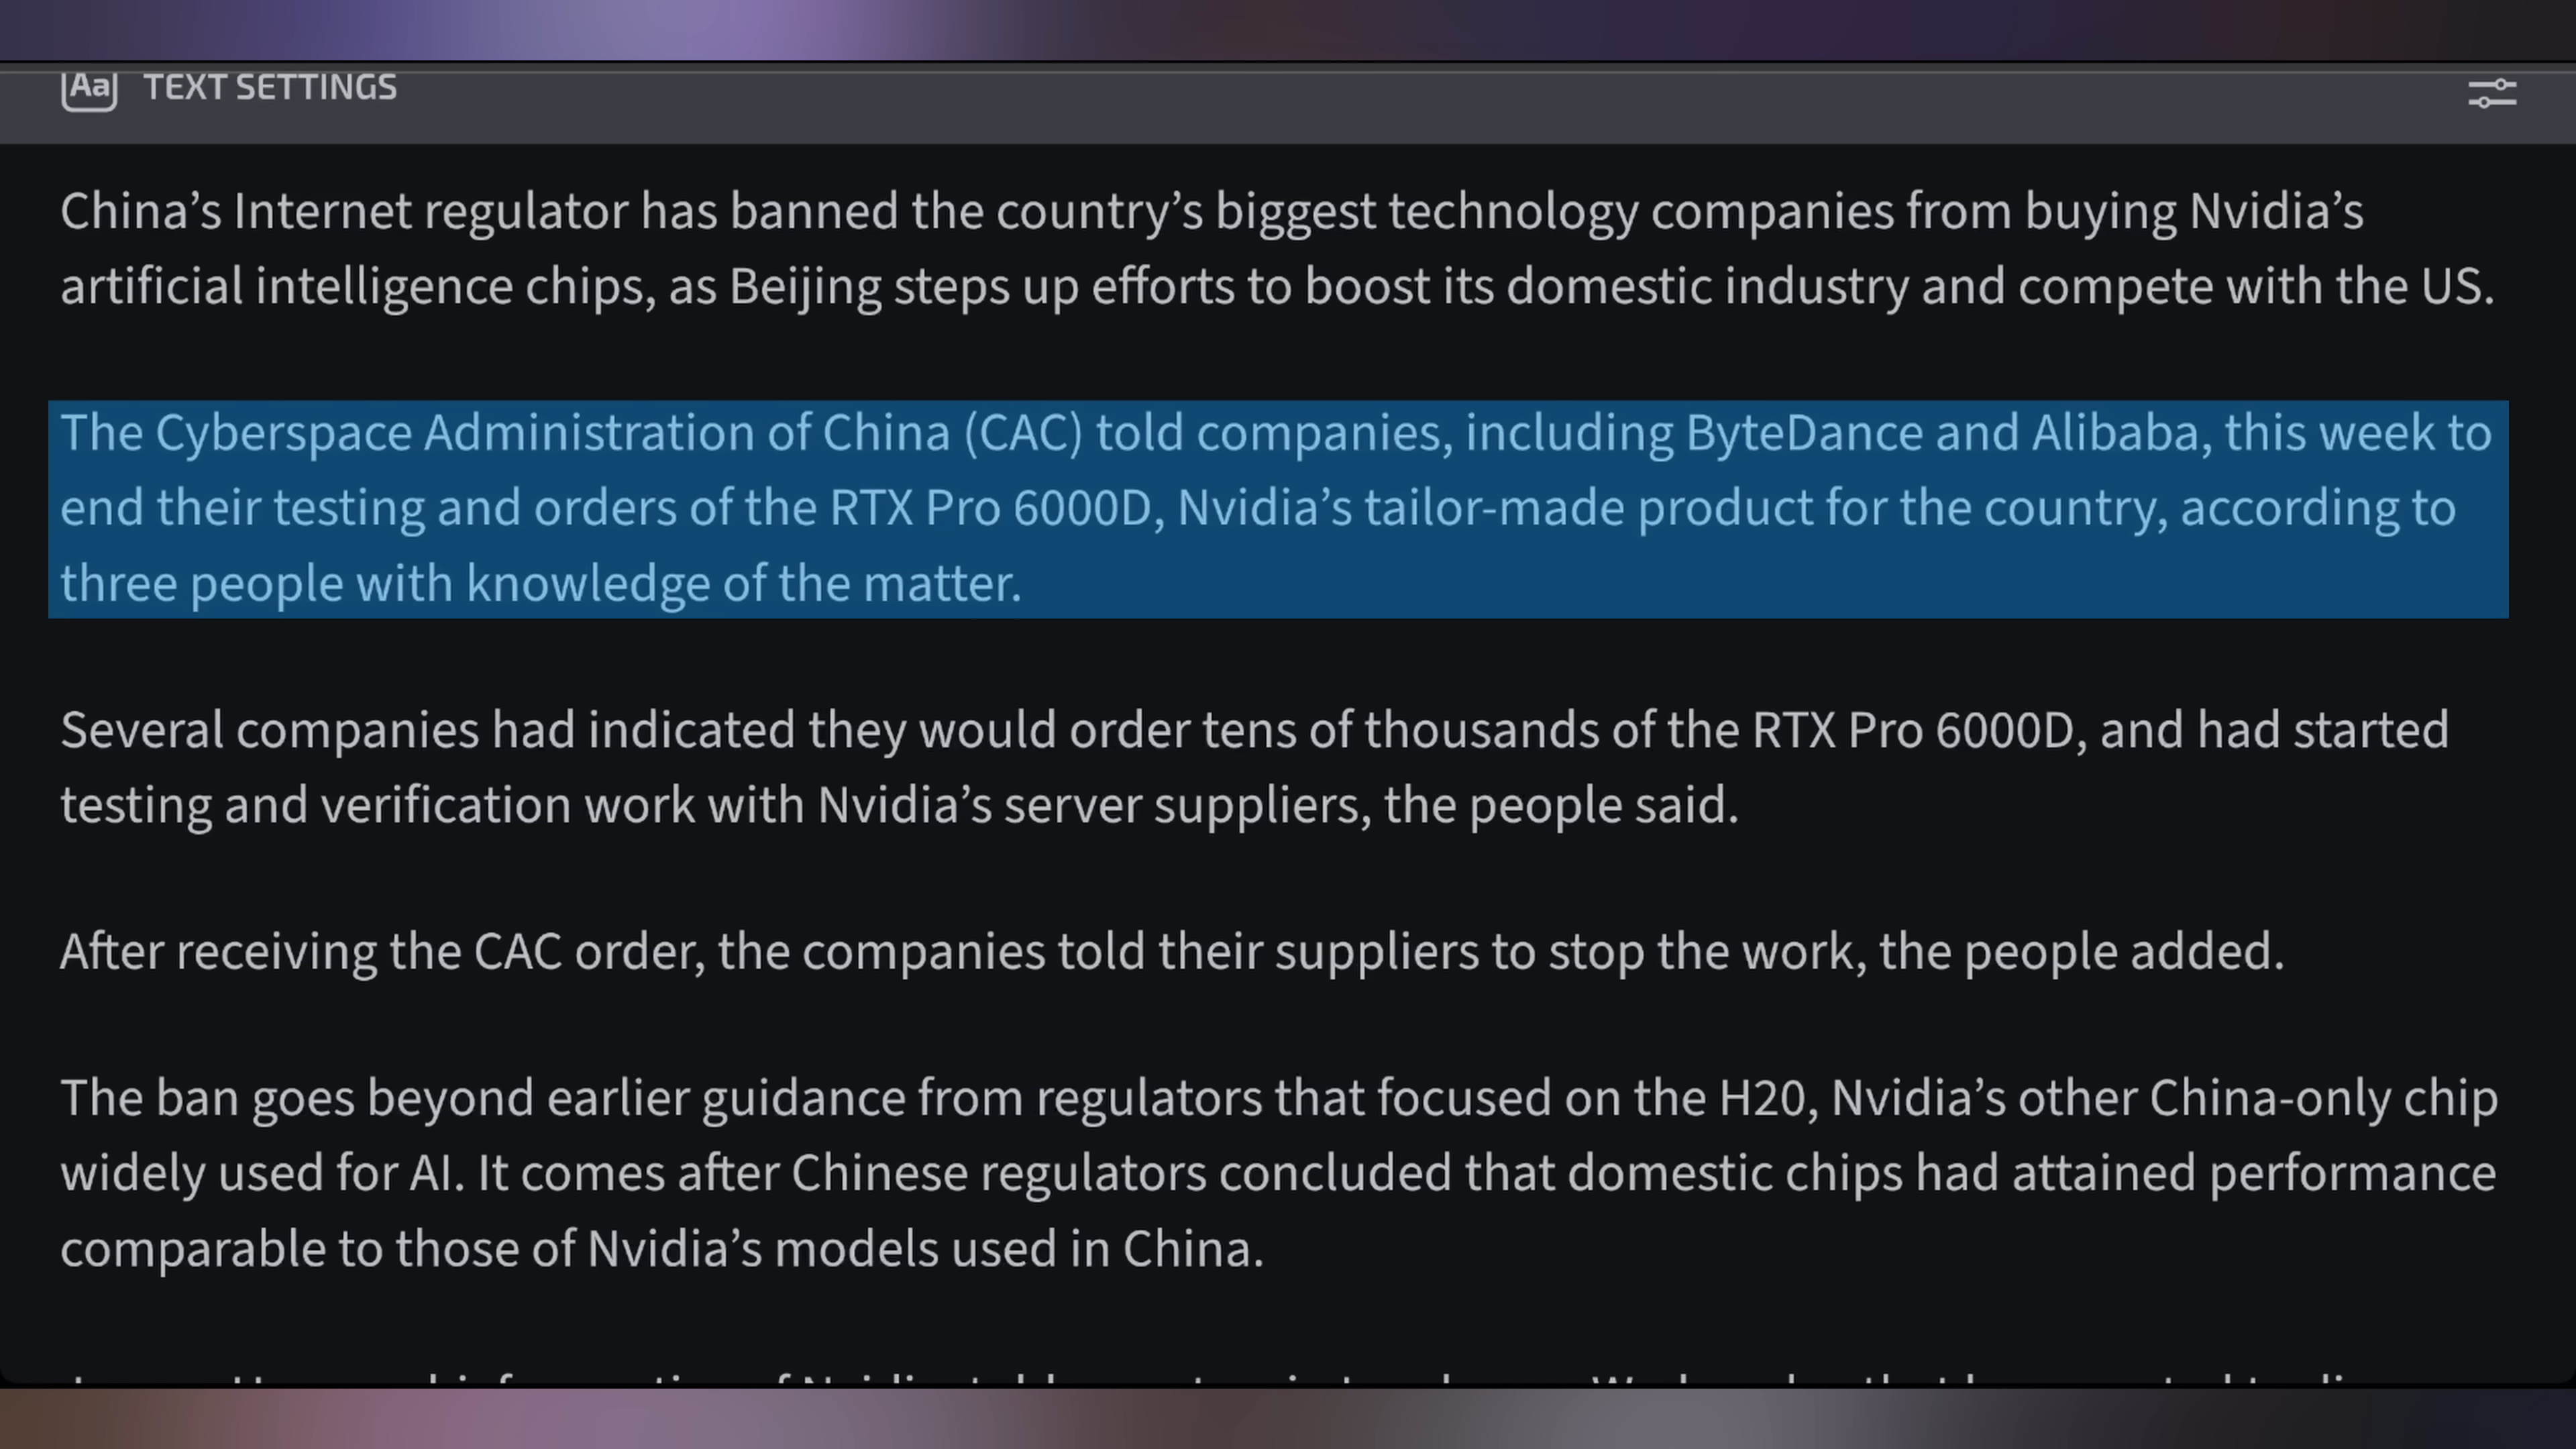 Aa TEXT SETTINGS
China’s Internet regulator has banned the country’s biggest technology companies from buying Nvidia’s
artificial intelligence chips, as Beijing steps up efforts to boost its domestic industry and compete with the US.
The Cyberspace Administration of China (CAC) told companies, including ByteDance and Alibaba, this week to
end their testing and orders of the RTX Pro 6000D, Nvidia’s tailor-made product for the country, according to
three people with knowledge of the matter.
Several companies had indicated they would order tens of thousands of the RTX Pro 6000D, and had started
testing and verification work with Nvidia’s server suppliers, the people said.
After receiving the CAC order, the companies told their suppliers to stop the work, the people added.
The ban goes beyond earlier guidance from regulators that focused on the H20, Nvidia’s other China-only chip
widely used for AI. It comes after Chinese regulators concluded that domestic chips had attained performance
comparable to those of Nvidia’s models used in China.